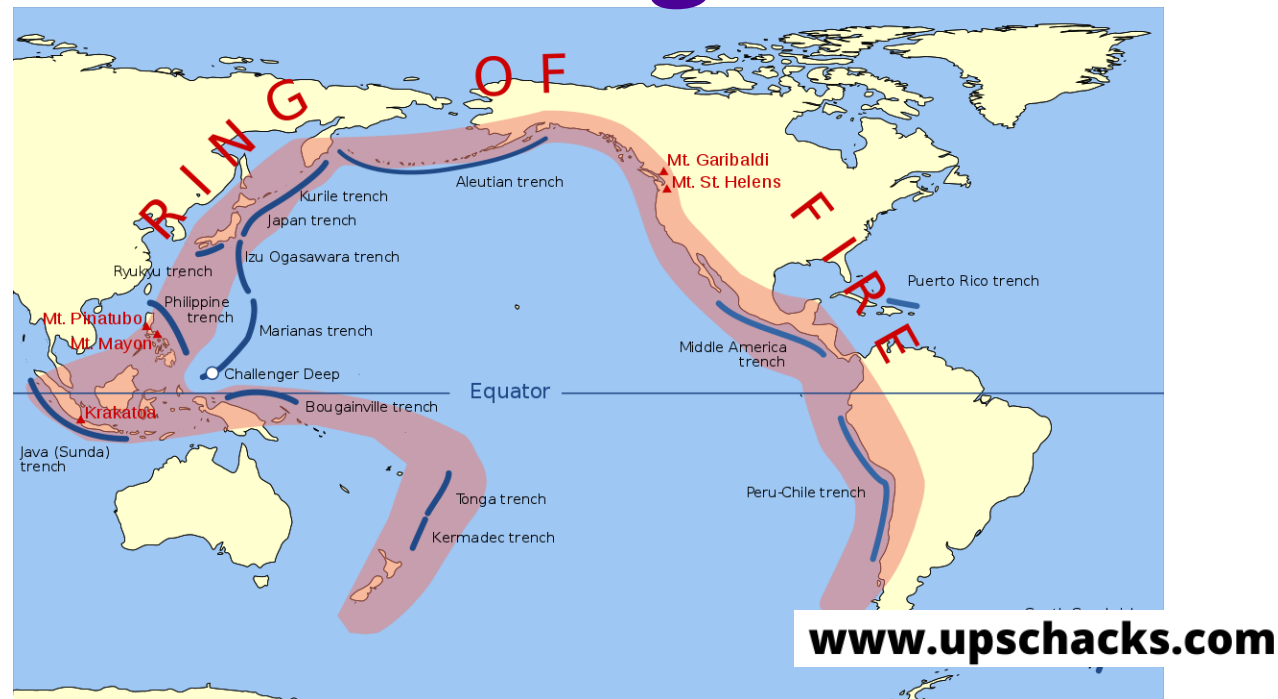 RING OF FIRE
Mt. Garibaldi
Mt. St. Helens
Aleutian trench
Kurile trench
Japan trench
Izu Ogasawara trench
Ryukyu trench
Puerto Rico trench
Philippine
trench
Mt. Pinatubo
Mt. Mayon
Marianas trench
Middle America
trench
Challenger Deep
Equator
Bougainville trench
Krakatoa
Java (Sunda)
trench
Peru-Chile trench
Tonga trench
Kermadec trench
www.upschacks.com